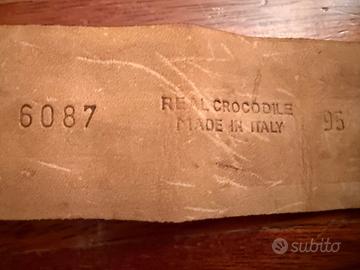 6087
REAL CROCODILE
MADE IN ITALY
95
subito